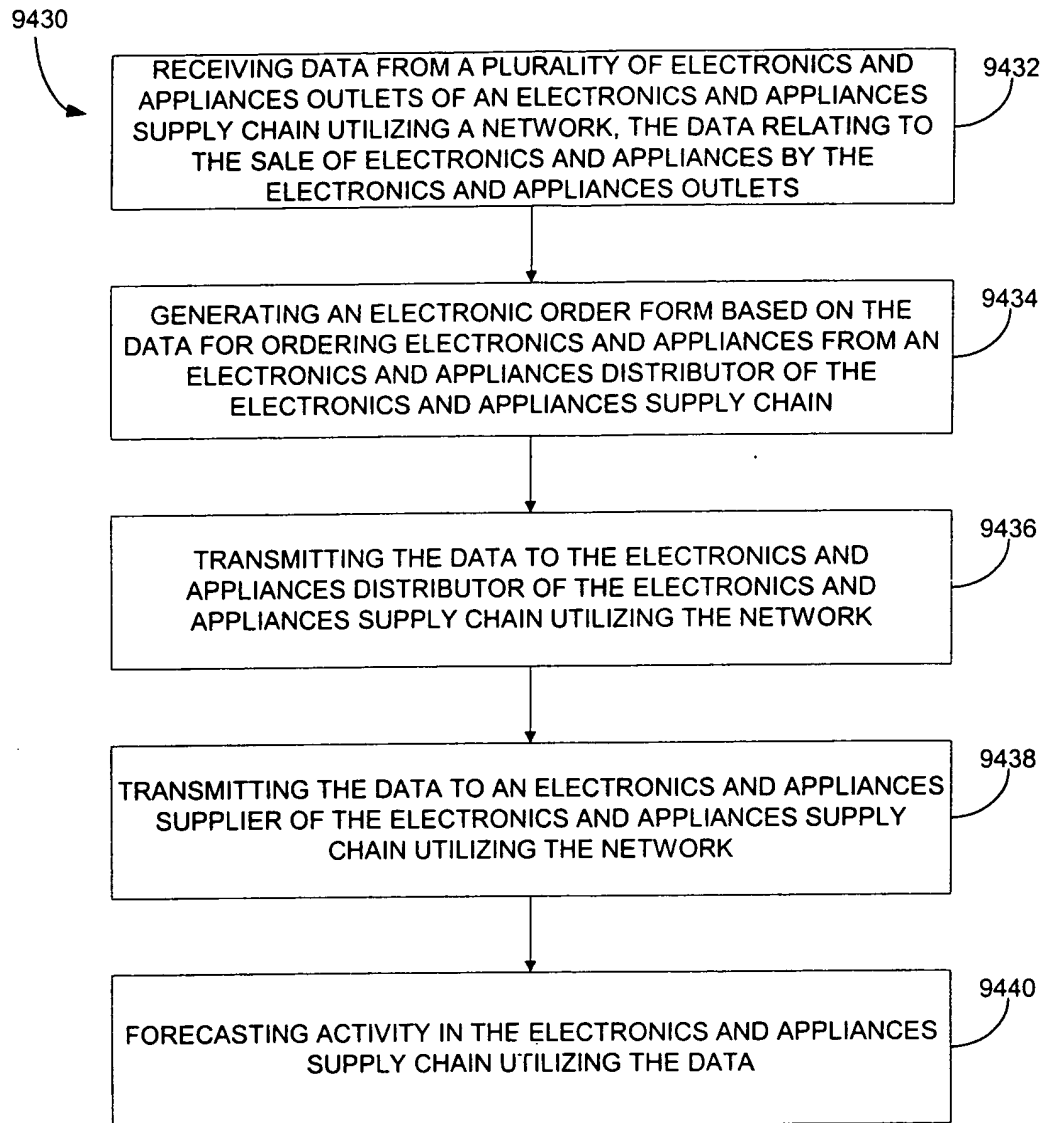 9430
RECEIVING DATA FROM A PLURALITY OF ELECTRONICS AND
APPLIANCES OUTLETS OF AN ELECTRONICS AND APPLIANCES
SUPPLY CHAIN UTILIZING A NETWORK, THE DATA RELATING TO
THE SALE OF ELECTRONICS AND APPLIANCES BY THE
ELECTRONICS AND APPLIANCES OUTLETS
9432
GENERATING AN ELECTRONIC ORDER FORM BASED ON THE
DATA FOR ORDERING ELECTRONICS AND APPLIANCES FROM AN
ELECTRONICS AND APPLIANCES DISTRIBUTOR OF THE
ELECTRONICS AND APPLIANCES SUPPLY CHAIN
9434
TRANSMITTING THE DATA TO THE ELECTRONICS AND
APPLIANCES DISTRIBUTOR OF THE ELECTRONICS AND
APPLIANCES SUPPLY CHAIN UTILIZING THE NETWORK
9436
TRANSMITTING THE DATA TO AN ELECTRONICS AND APPLIANCES
SUPPLIER OF THE ELECTRONICS AND APPLIANCES SUPPLY
CHAIN UTILIZING THE NETWORK
9438
FORECASTING ACTIVITY IN THE ELECTRONICS AND APPLIANCES
SUPPLY CHAIN UTILIZING THE DATA
9440